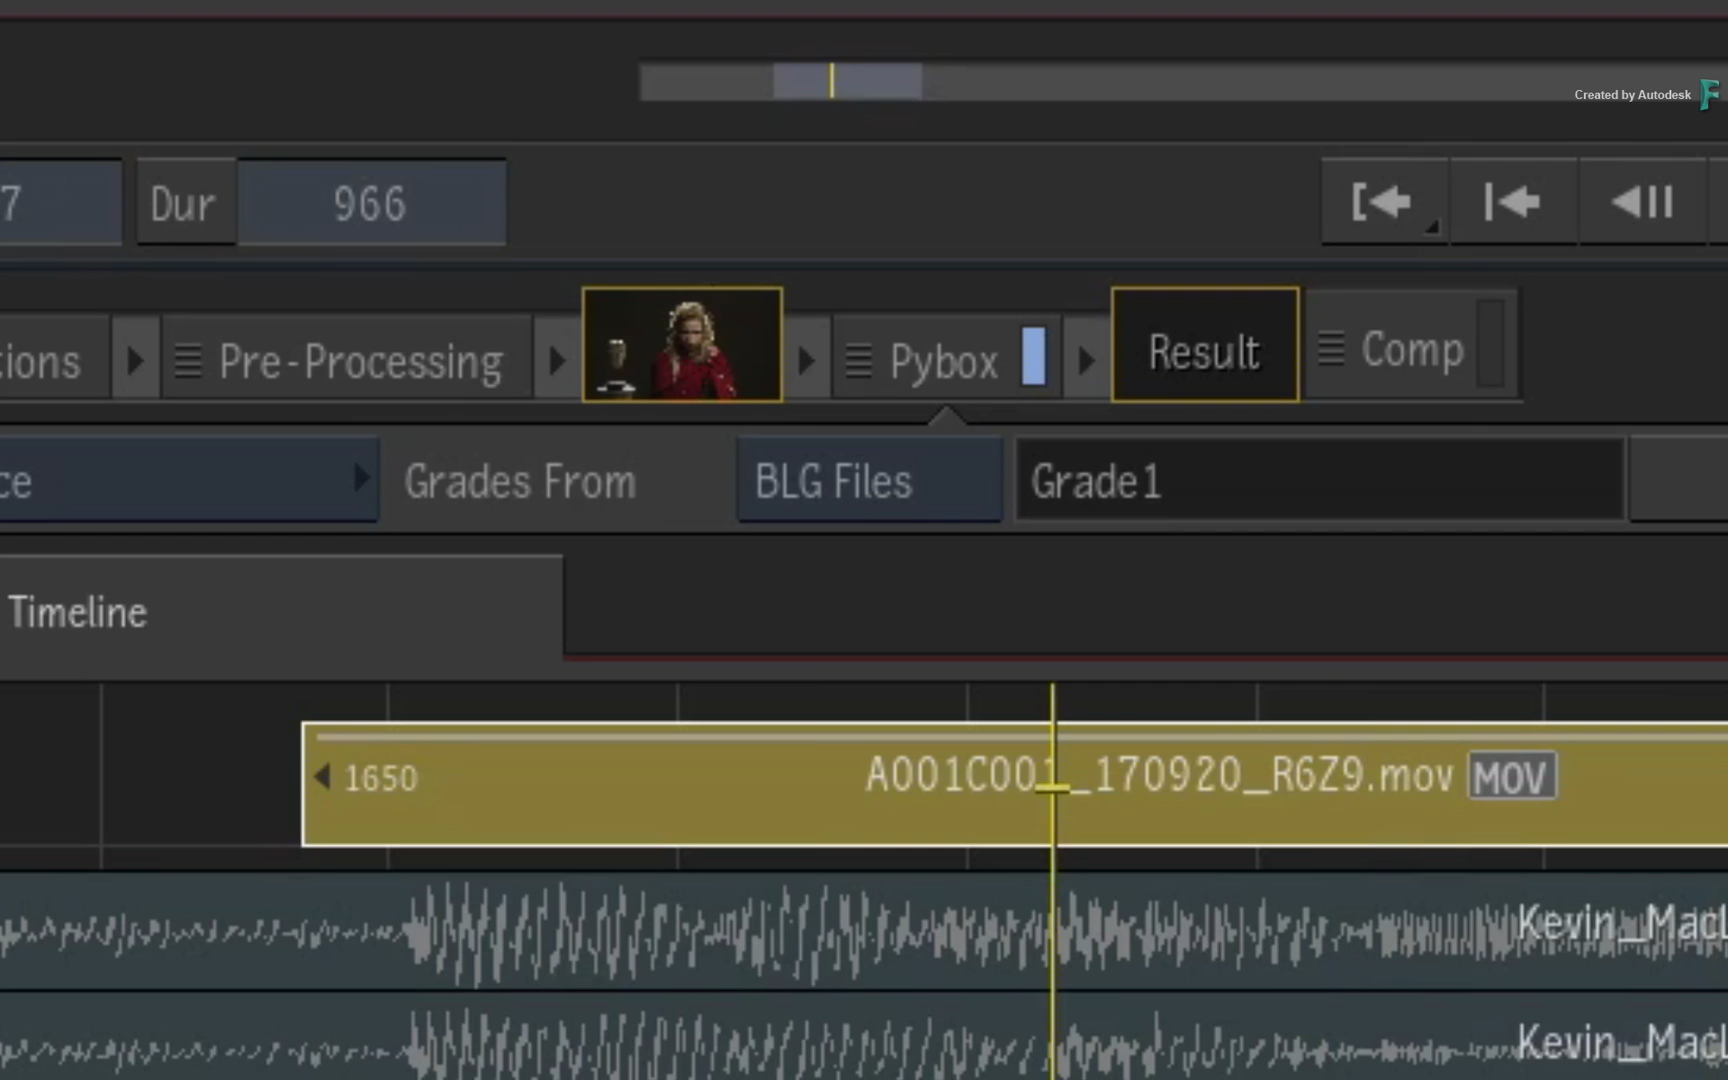 Created by Autodesk
7 Dur 966
tions Pre-Processing Pybox Result Comp
ce Grades From BLG Files Grade1
Timeline
1650 A001C001_170920_R6Z9.mov MOV
Kevin_MacL
Kevin_MacL